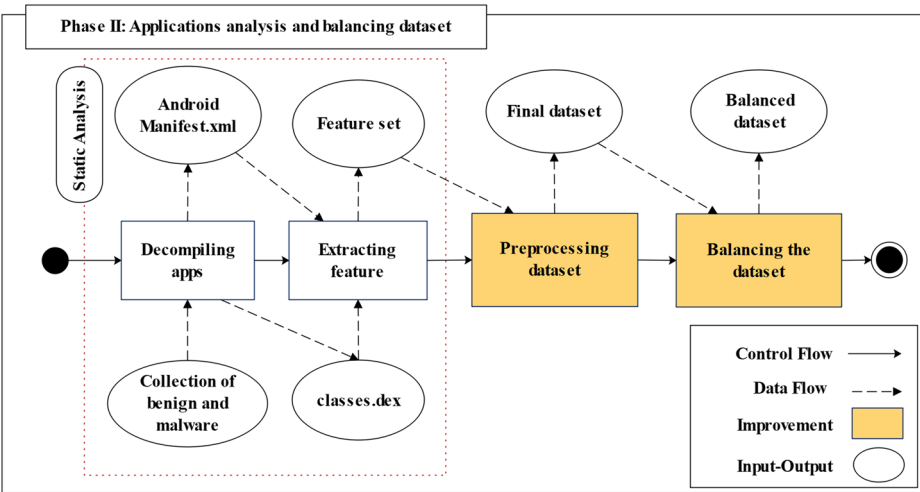 Phase II: Applications analysis and balancing dataset
Static Analysis
Android
Manifest.xml
Feature set
Final dataset
Balanced
dataset
Decompiling
apps
Extracting
feature
Preprocessing
dataset
Balancing the
dataset
Collection of
benign and
malware
classes.dex
Control Flow
Data Flow
Improvement
Input-Output